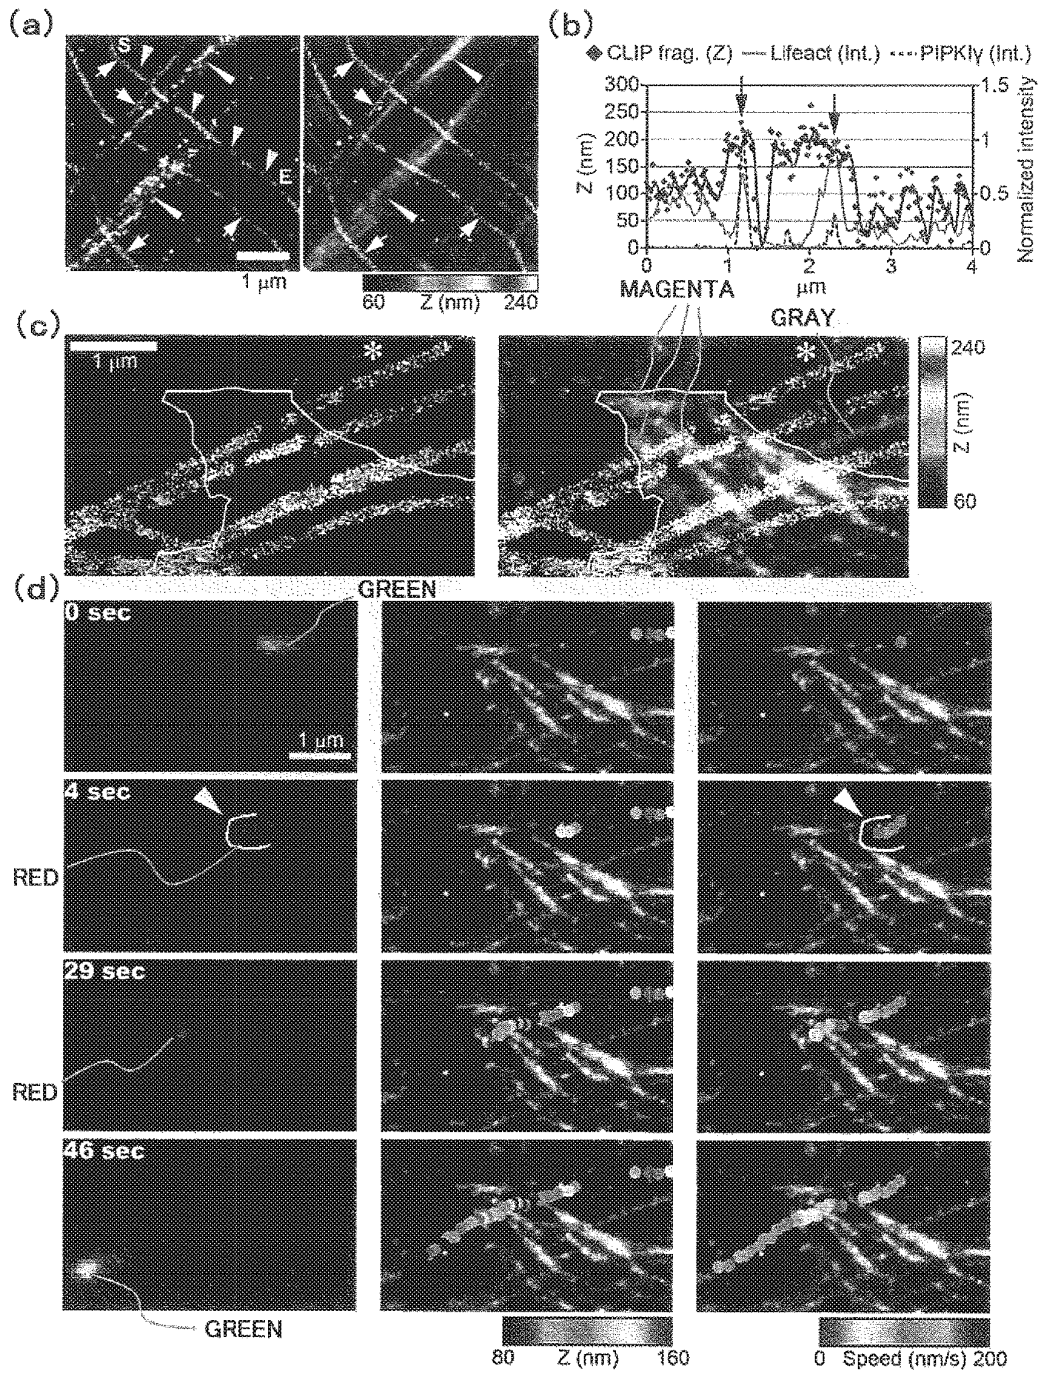 (a)
S
E
1 μm
60 Z (nm) 240
(b)
CLIP frag. (Z) Lifeact (Int.) PIPKIγ (Int.)
300 1.5
250
200 1
150
100 0.5
50
0 0
Z (nm)
Normalized intensity
0 1 2 3 4
μm
MAGENTA
GRAY
(c)
1 μm
*
*
240
Z (nm)
60
(d)
GREEN
0 sec
1 μm
4 sec
RED
29 sec
RED
46 sec
GREEN
80 Z (nm) 160
0 Speed (nm/s) 200